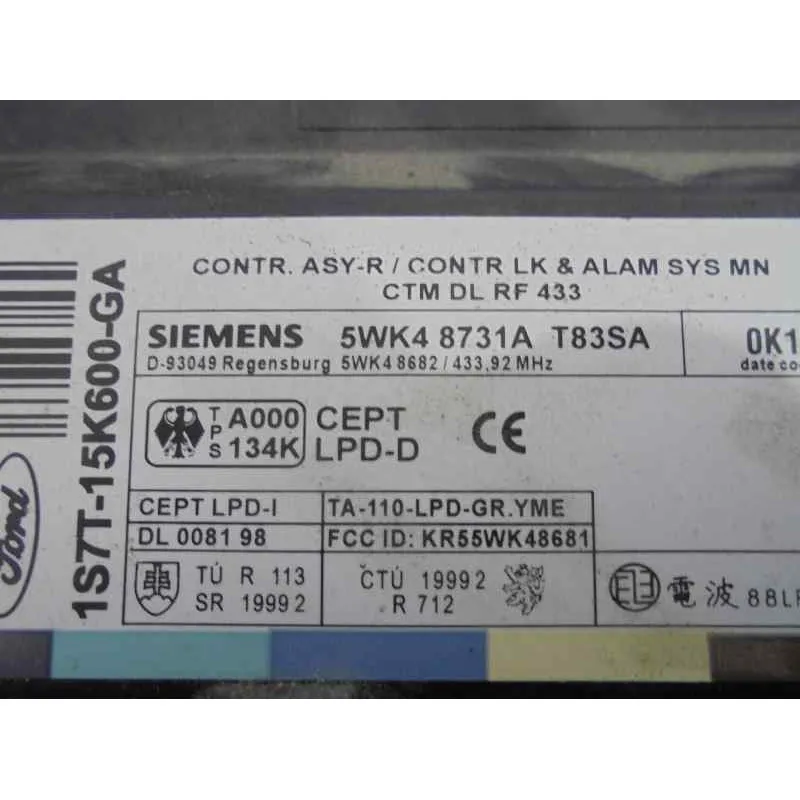 CONTR. ASY-R / CONTR LK & ALAM SYS MN
CTM DL RF 433
SIEMENS 5WK4 8731A T83SA
D-93049 Regensburg 5WK4 8682 / 433,92 MHz
0K1
date co
TPS A000
134K
CEPT
LPD-D
CE
CEPT LPD-I
TA-110-LPD-GR.YME
DL 0081 98
FCC ID: KR55WK48681
TÚ R 113
SR 1999 2
ČTÚ 1999 2
R 712
電波 88LP
Ford
1S7T-15K600-GA